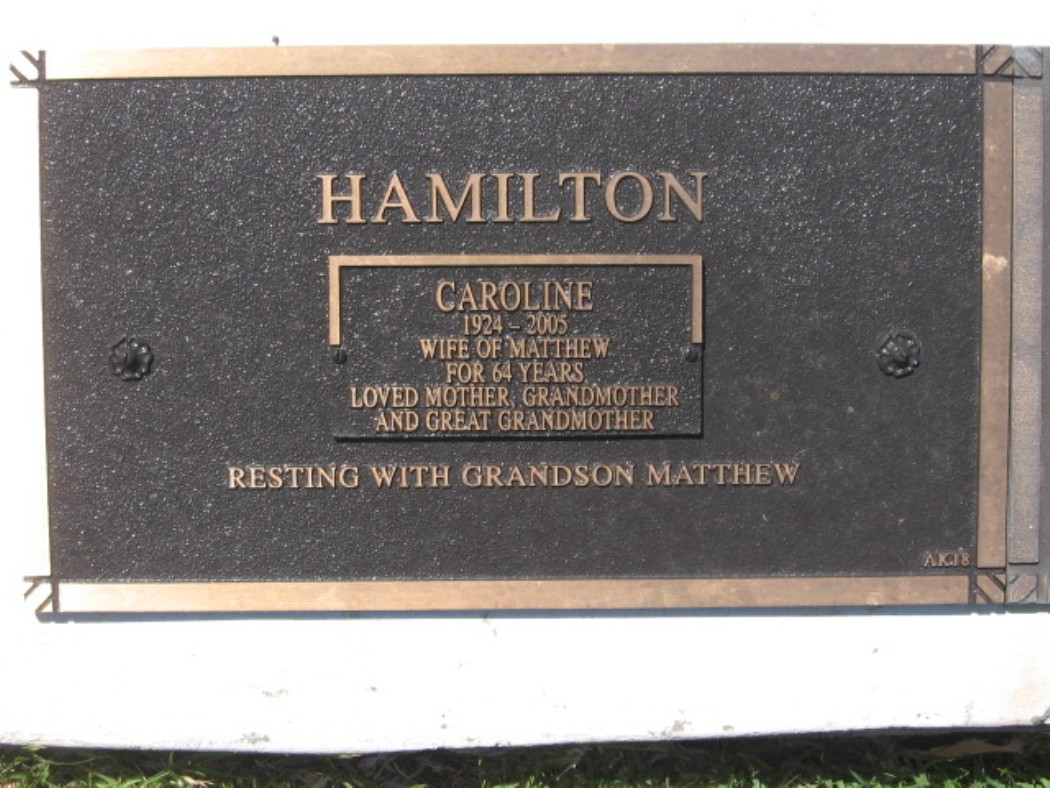 HAMILTON
CAROLINE
1924 – 2005
WIFE OF MATTHEW
FOR 64 YEARS
LOVED MOTHER, GRANDMOTHER
AND GREAT GRANDMOTHER
RESTING WITH GRANDSON MATTHEW
AK18